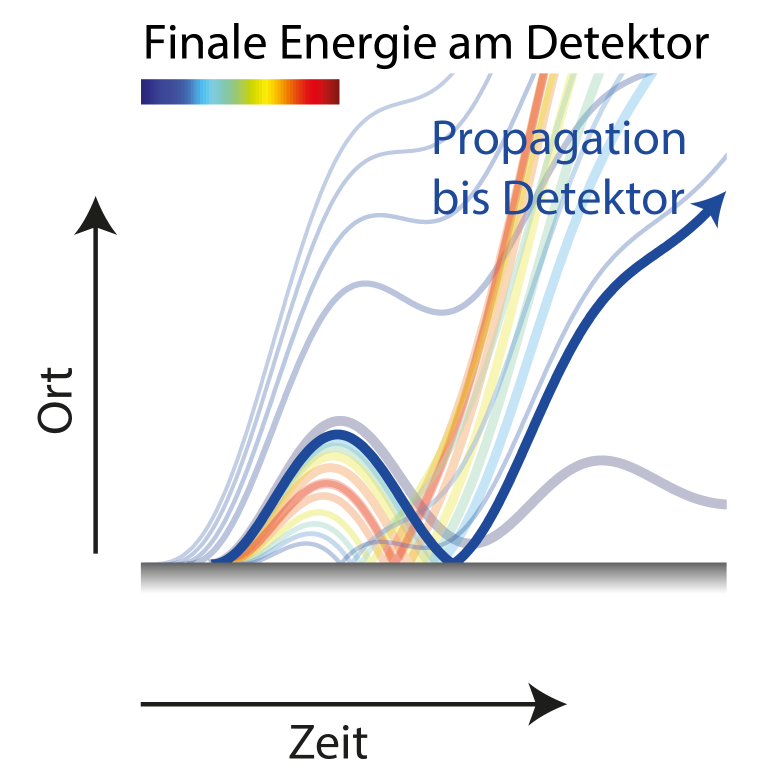 Finale Energie am Detektor
Propagation
bis Detektor
Ort
Zeit